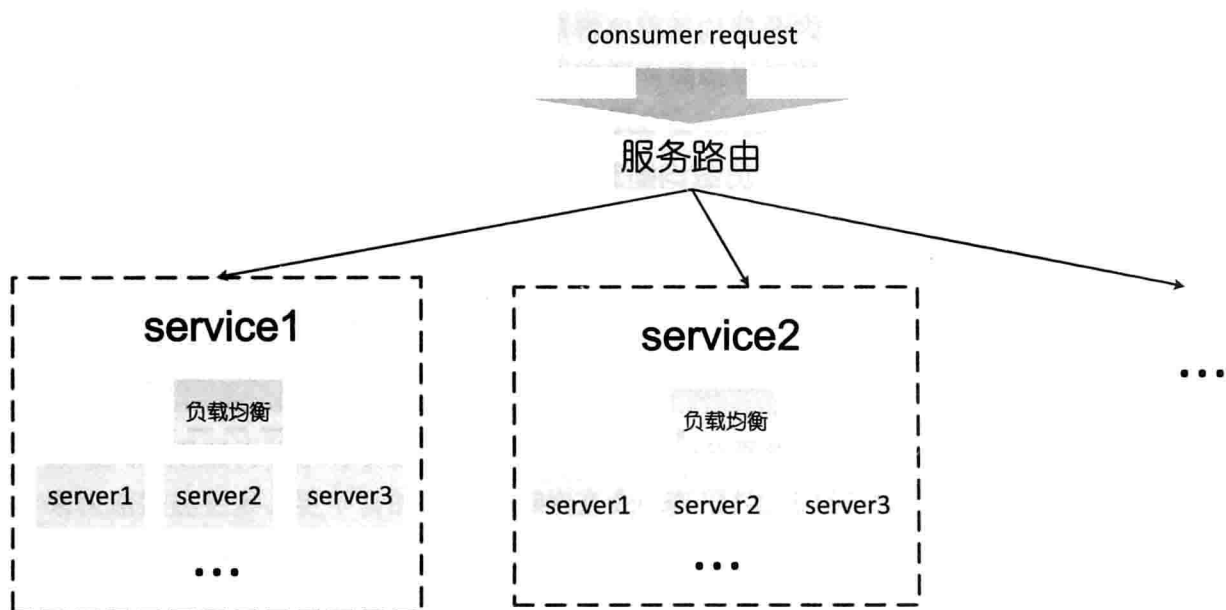 consumer request
服务路由
service1
负载均衡
server1 server2 server3
...
service2
负载均衡
server1 server2 server3
...
...